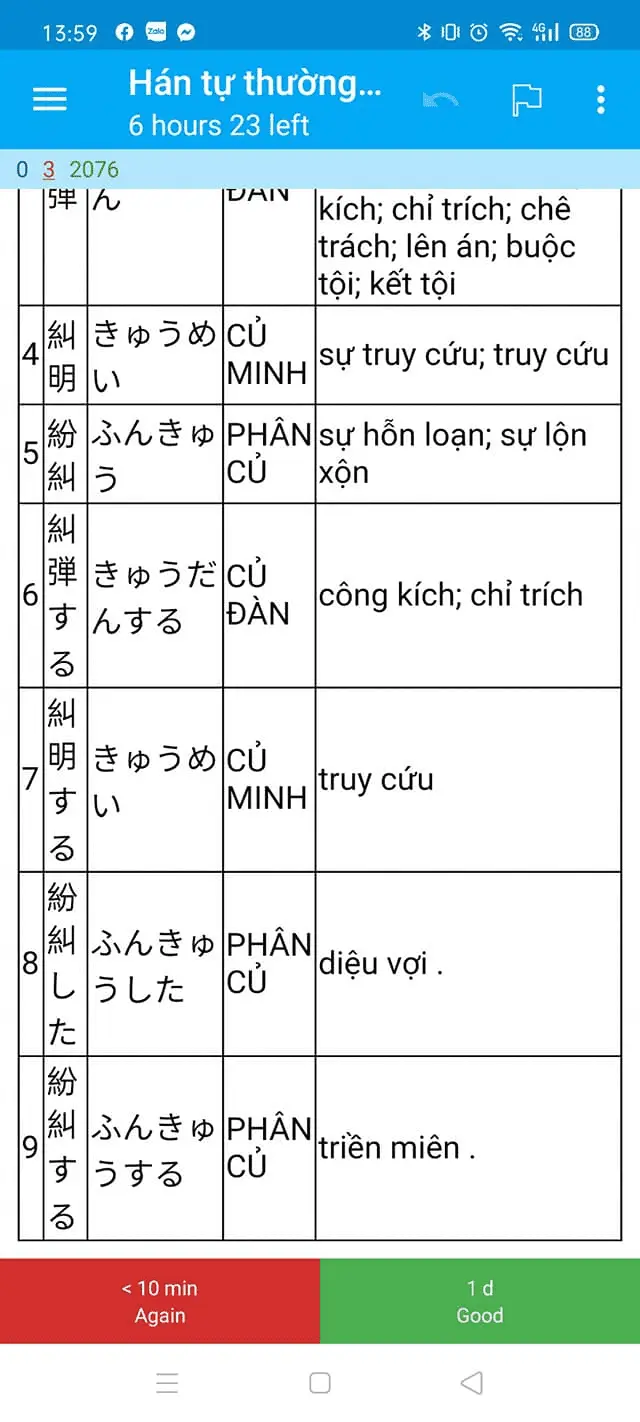 13:59 Zalo 4G 88
Hán tự thường...
6 hours 23 left
0 3 2076
弾 ん ĐÀN kích; chỉ trích; chê
trách; lên án; buộc
tội; kết tội
4 糾明 きゅうめい CỦ MINH sự truy cứu; truy cứu
5 紛糾 ふんきゅう PHÂN CỦ sự hỗn loạn; sự lộn xộn
6 糾弾する きゅうだんする CỦ ĐÀN công kích; chỉ trích
7 糾明する きゅうめい CỦ MINH truy cứu
8 紛糾した ふんきゅうした PHÂN CỦ diệu vợi .
9 紛糾する ふんきゅうする PHÂN CỦ triền miên .
< 10 min
Again
1 d
Good